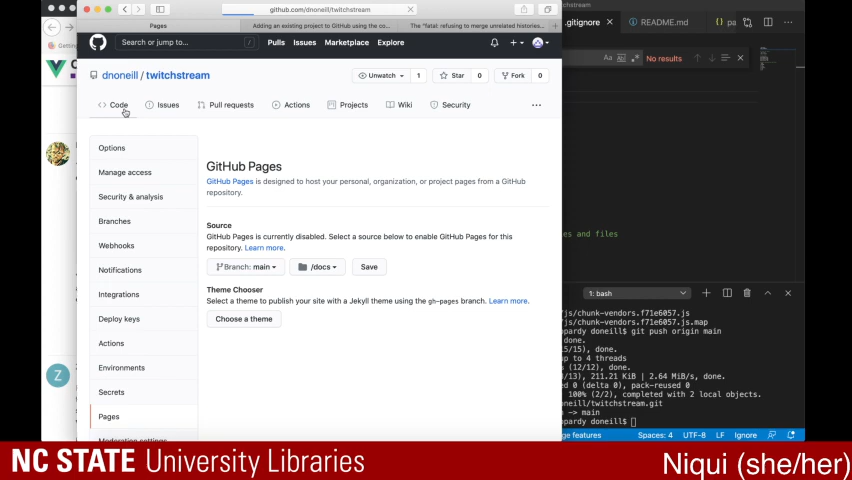 github.com/dnoneill/twitchstream
Pages
Adding an existing project to GitHub using the co...
The "fatal: refusing to merge unrelated histories...
Search or jump to...
/
Pulls
Issues
Marketplace
Explore
dnoneill / twitchstream
Unwatch
1
Star
0
Fork
0
Code
Issues
Pull requests
Actions
Projects
Wiki
Security
Options
Manage access
Security & analysis
Branches
Webhooks
Notifications
Integrations
Deploy keys
Actions
Environments
Secrets
Pages
Moderation settings
GitHub Pages
GitHub Pages is designed to host your personal, organization, or project pages from a GitHub
repository.
Source
GitHub Pages is currently disabled. Select a source below to enable GitHub Pages for this
repository. Learn more.
Branch: main
/docs
Save
Theme Chooser
Select a theme to publish your site with a Jekyll theme using the gh-pages branch. Learn more.
Choose a theme
Z
.gitignore
README.md
{} pa
Aa
No results
es and files
1: bash
/js/chunk-vendors.f71e6057.js
/js/chunk-vendors.f71e6057.js.map
opardy doneill$ git push origin main
done.
15/15), done.
up to 4 threads
s (12/12), done.
/13), 211.21 KiB | 2.64 MiB/s, done.
ed 0 (delta 0), pack-reused 0
100% (2/2), completed with 2 local objects.
oneill/twitchstream.git
n -> main
opardy doneill$
ge features
Spaces: 4
UTF-8
LF
Ignore
NC STATE University Libraries
Niqui (she/her)